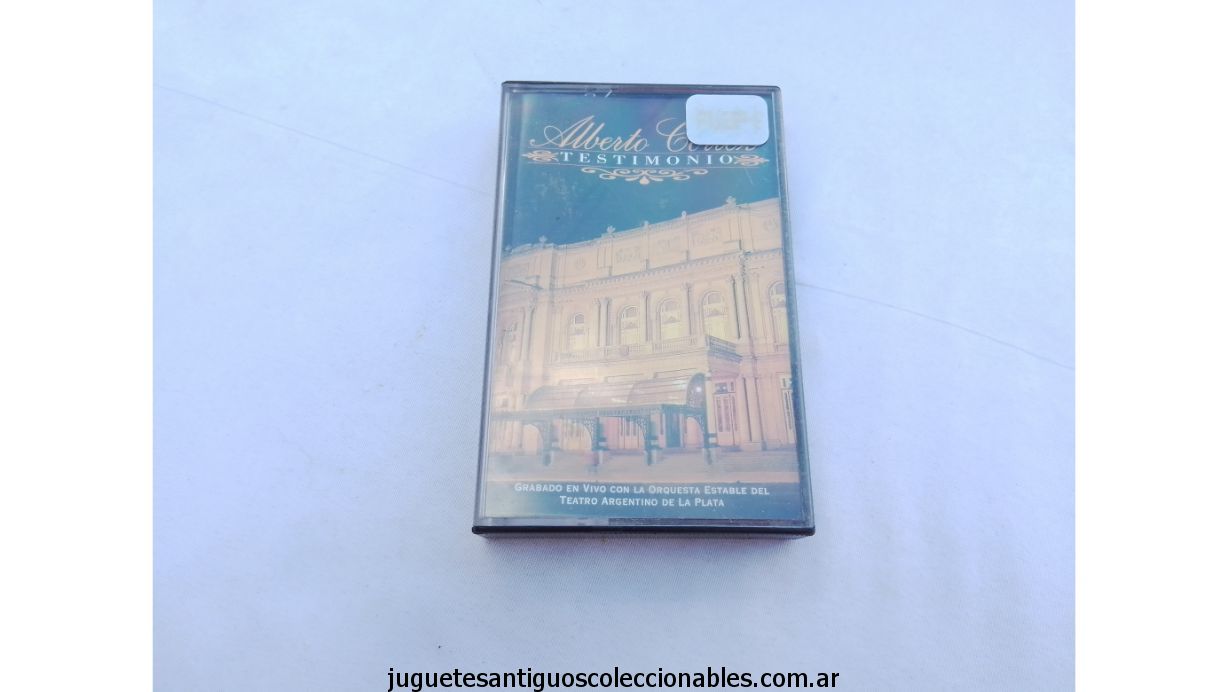 Alberto
TESTIMONIO
GRABADO EN VIVO CON LA ORQUESTA ESTABLE DEL
TEATRO ARGENTINO DE LA PLATA
juguetesantiguoscoleccionables.com.ar